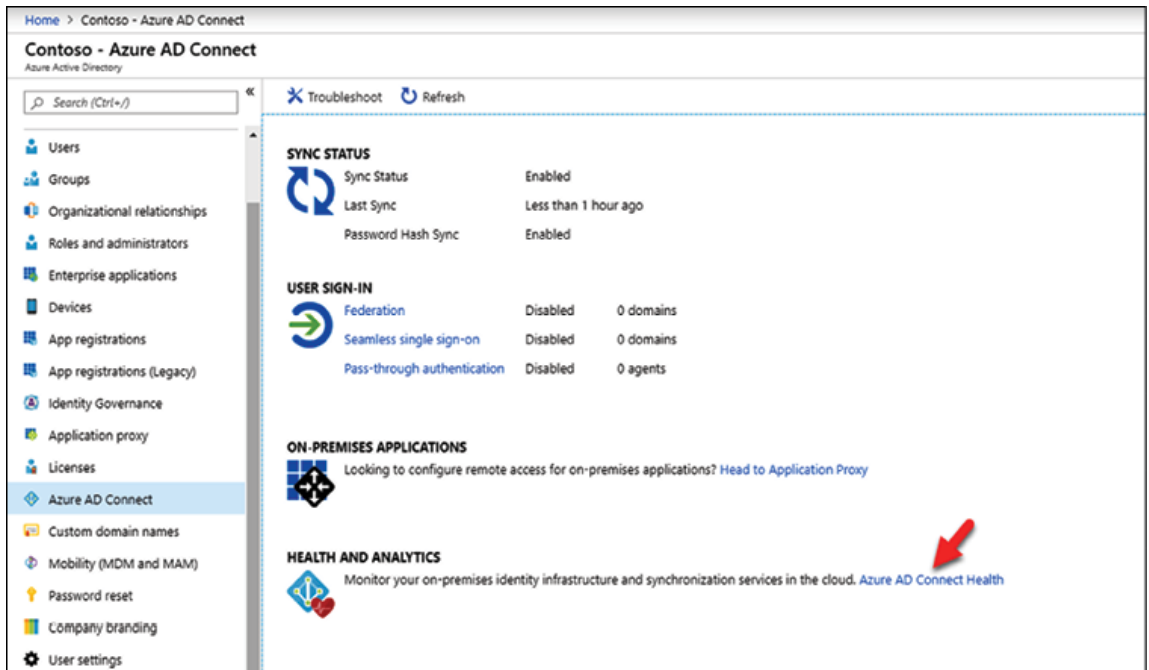 Home > Contoso - Azure AD Connect
Contoso - Azure AD Connect
Azure Active Directory
Search (Ctrl+/)
«
Troubleshoot Refresh
Users
Groups
Organizational relationships
Roles and administrators
Enterprise applications
Devices
App registrations
App registrations (Legacy)
Identity Governance
Application proxy
Licenses
Azure AD Connect
Custom domain names
Mobility (MDM and MAM)
Password reset
Company branding
User settings
SYNC STATUS
Sync Status Enabled
Last Sync Less than 1 hour ago
Password Hash Sync Enabled
USER SIGN-IN
Federation Disabled 0 domains
Seamless single sign-on Disabled 0 domains
Pass-through authentication Disabled 0 agents
ON-PREMISES APPLICATIONS
Looking to configure remote access for on-premises applications? Head to Application Proxy
HEALTH AND ANALYTICS
Monitor your on-premises identity infrastructure and synchronization services in the cloud. Azure AD Connect Health